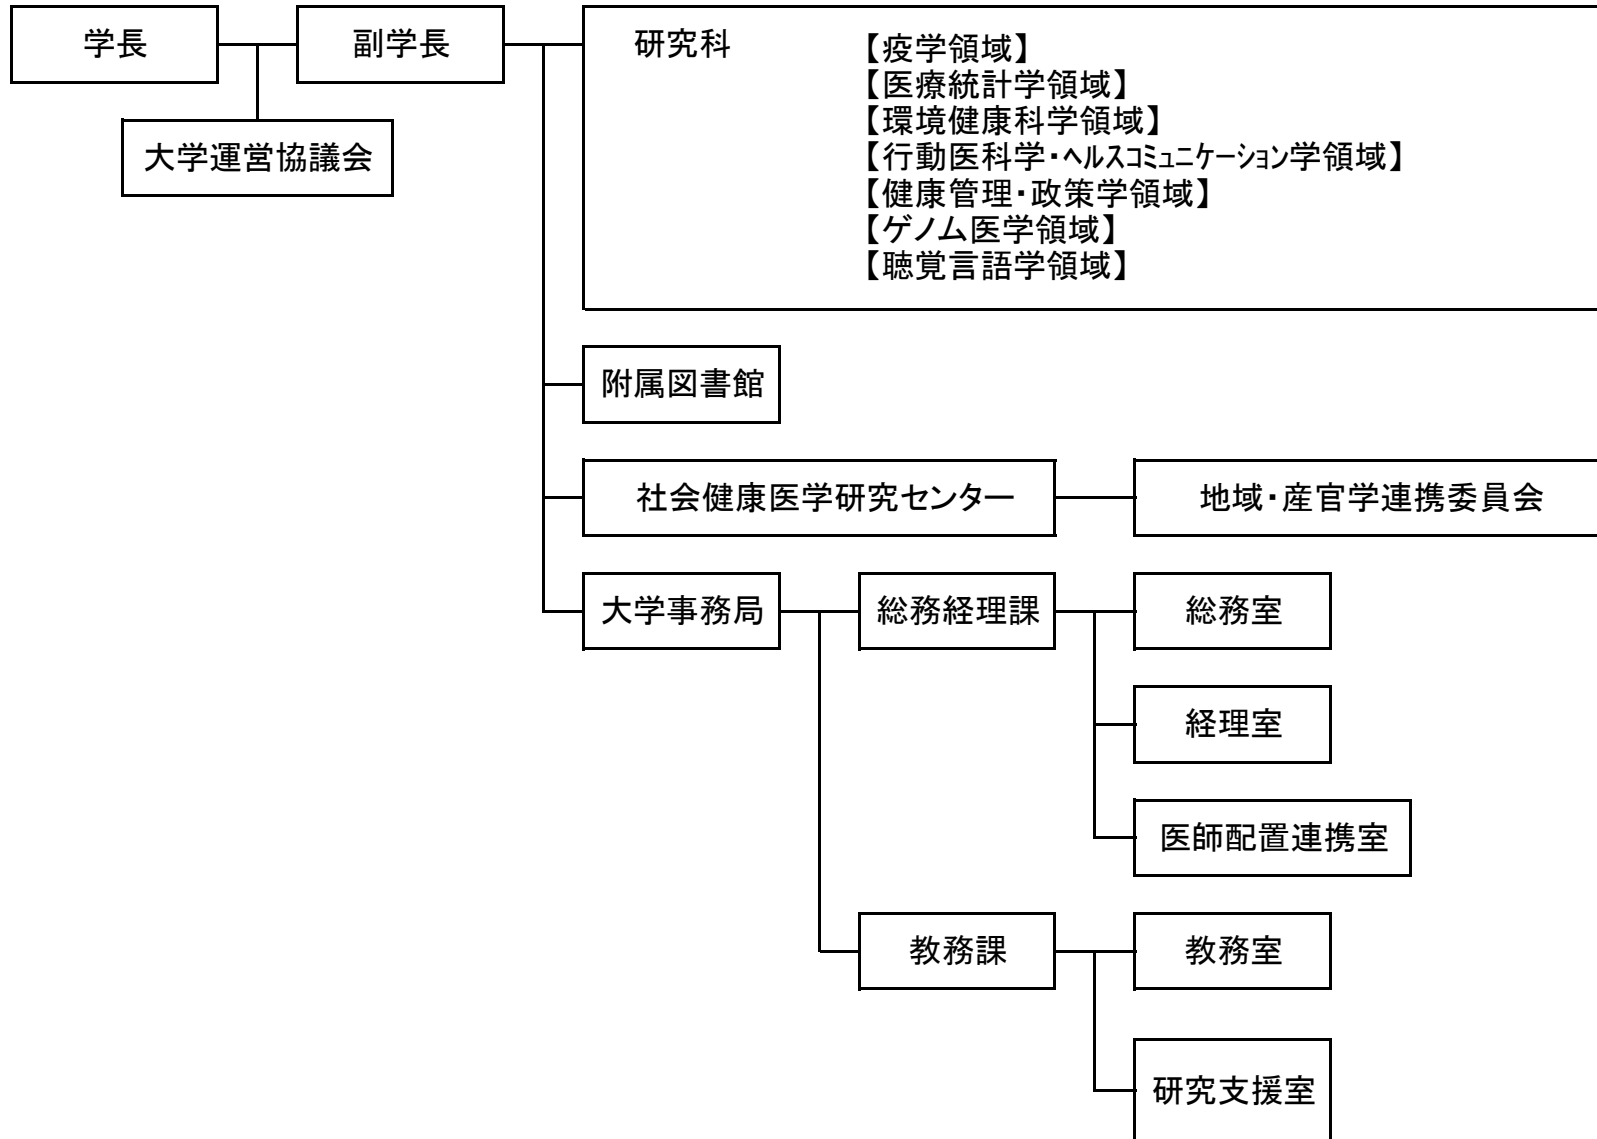 学長
副学長
大学運営協議会
研究科
【疫学領域】
【医療統計学領域】
【環境健康科学領域】
【行動医科学・ヘルスコミュニケーション学領域】
【健康管理・政策学領域】
【ゲノム医学領域】
【聴覚言語学領域】
附属図書館
社会健康医学研究センター
地域・産官学連携委員会
大学事務局
総務経理課
総務室
経理室
医師配置連携室
教務課
教務室
研究支援室